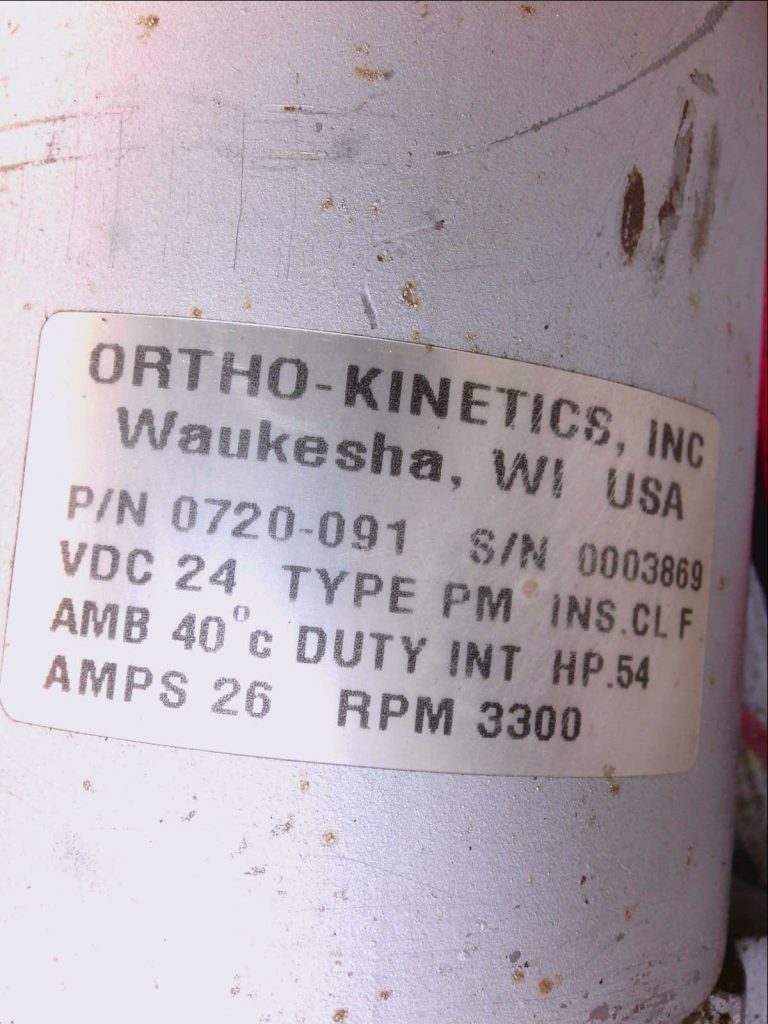 ORTHO-KINETICS, INC
Waukesha, WI USA
P/N 0720-091 S/N 0003869
VDC 24 TYPE PM INS.CL F
AMB 40°c DUTY INT HP.54
AMPS 26 RPM 3300